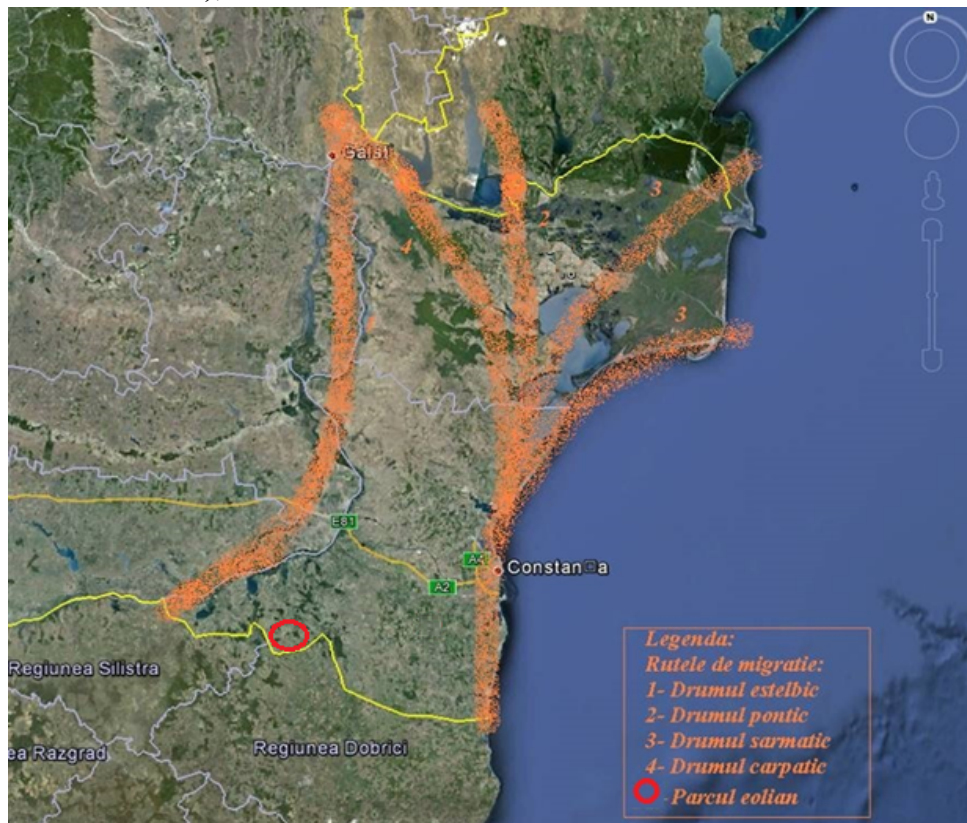 N
Galați
3
2
4
3
E81
A4
Constan□a
A2
Regiunea Silistra
ea Razgrad
Regiunea Dobrici
Legenda:
Rutele de migratie:
1- Drumul estelbic
2- Drumul pontic
3- Drumul sarmatic
4- Drumul carpatic
- Parcul eolian